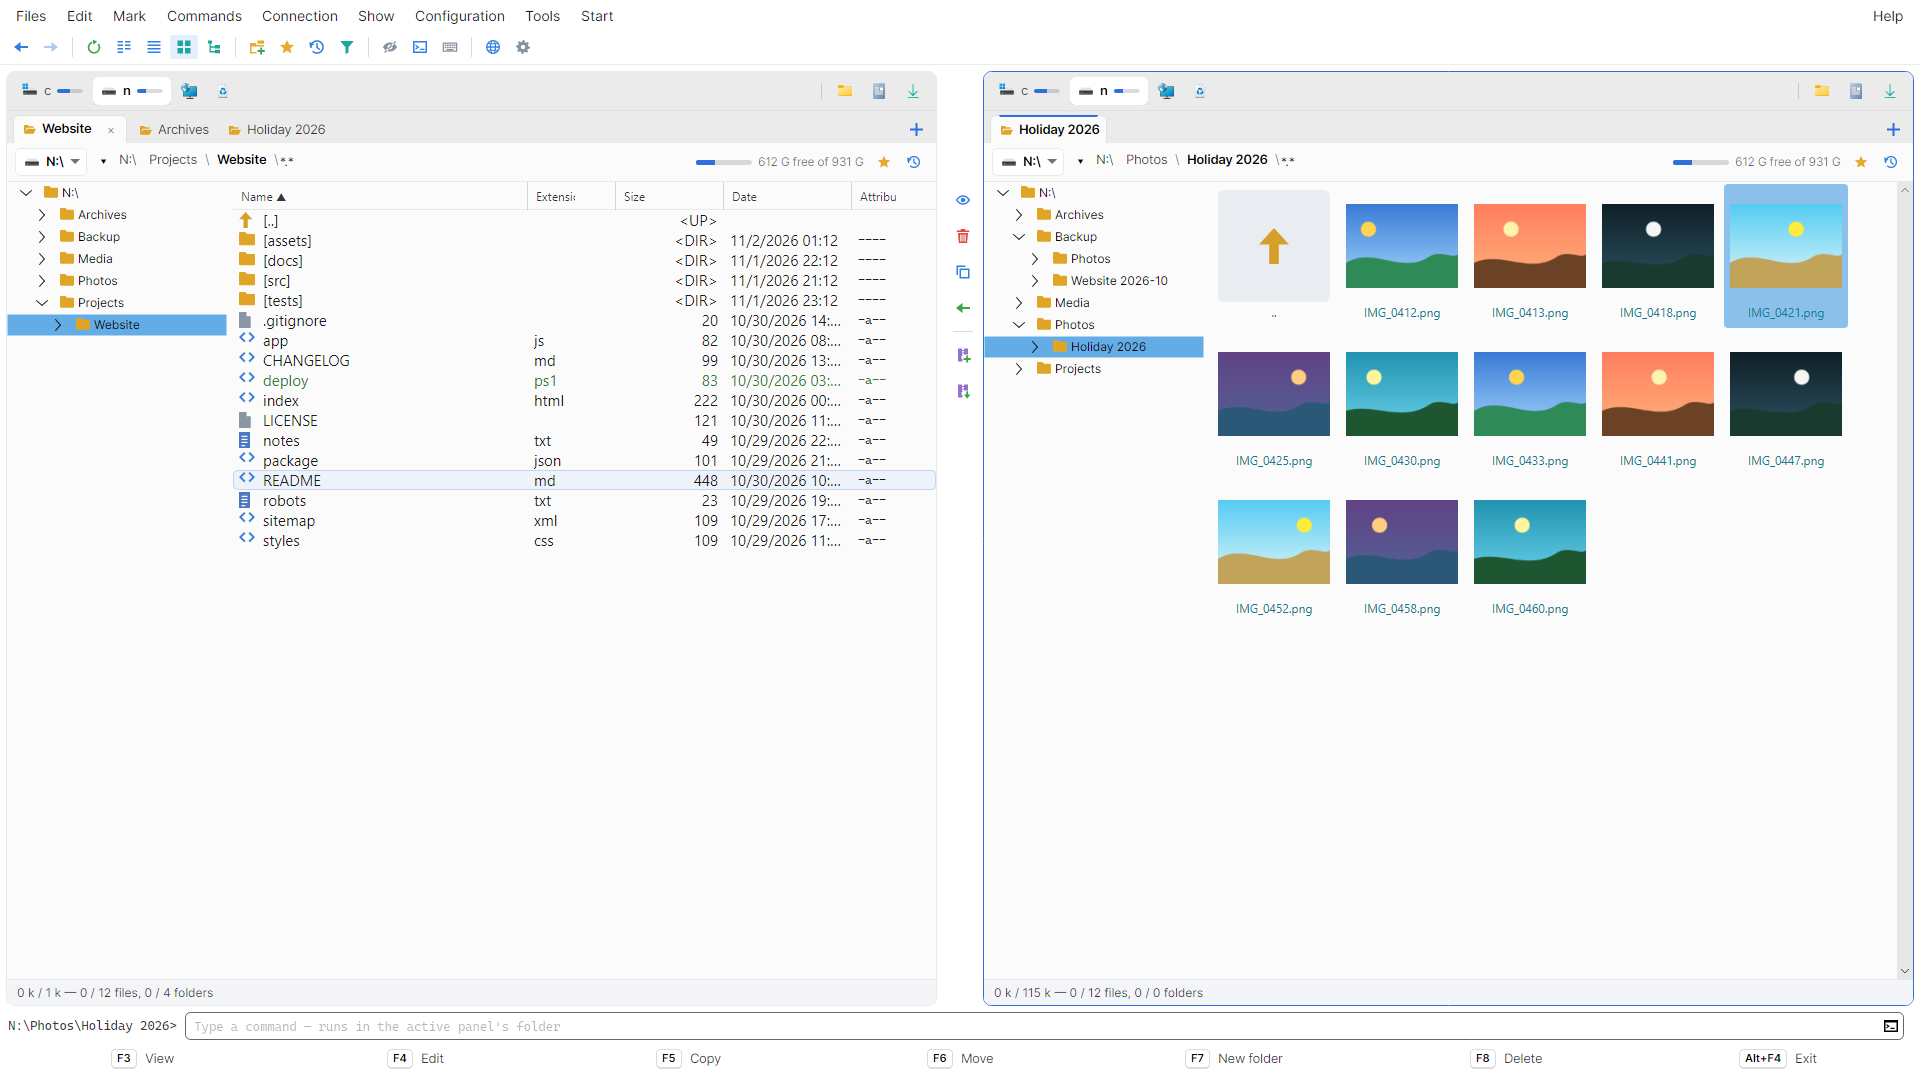 Files Edit Mark Commands Connection Show Configuration Tools Start Help
c n
Website × Archives Holiday 2026
N:\ N:\ Projects \ Website \*.* 612 G free of 931 G
N:\
Archives
Backup
Media
Photos
Projects
Website
Name Extensi Size Date Attribu
[..] <UP>
[assets] <DIR> 11/2/2026 01:12 ----
[docs] <DIR> 11/1/2026 22:12 ----
[src] <DIR> 11/1/2026 21:12 ----
[tests] <DIR> 11/1/2026 23:12 ----
.gitignore 20 10/30/2026 14:... -a--
app js 82 10/30/2026 08:... -a--
CHANGELOG md 99 10/30/2026 13:... -a--
deploy ps1 83 10/30/2026 03:... -a--
index html 222 10/30/2026 00:... -a--
LICENSE 121 10/30/2026 11:... -a--
notes txt 49 10/29/2026 22:... -a--
package json 101 10/29/2026 21:... -a--
README md 448 10/30/2026 10:... -a--
robots txt 23 10/29/2026 19:... -a--
sitemap xml 109 10/29/2026 17:... -a--
styles css 109 10/29/2026 11:... -a--
0 k / 1 k — 0 / 12 files, 0 / 4 folders
c n
Holiday 2026
N:\ N:\ Photos \ Holiday 2026 \*.* 612 G free of 931 G
N:\
Archives
Backup
Photos
Website 2026-10
Media
Photos
Holiday 2026
Projects
.. IMG_0412.png IMG_0413.png IMG_0418.png IMG_0421.png
IMG_0425.png IMG_0430.png IMG_0433.png IMG_0441.png IMG_0447.png
IMG_0452.png IMG_0458.png IMG_0460.png
0 k / 115 k — 0 / 12 files, 0 / 0 folders
N:\Photos\Holiday 2026> Type a command — runs in the active panel's folder
F3 View F4 Edit F5 Copy F6 Move F7 New folder F8 Delete Alt+F4 Exit